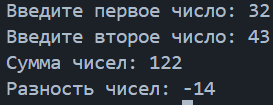 Введите первое число: 32
Введите второе число: 43
Сумма чисел: 122
Разность чисел: -14